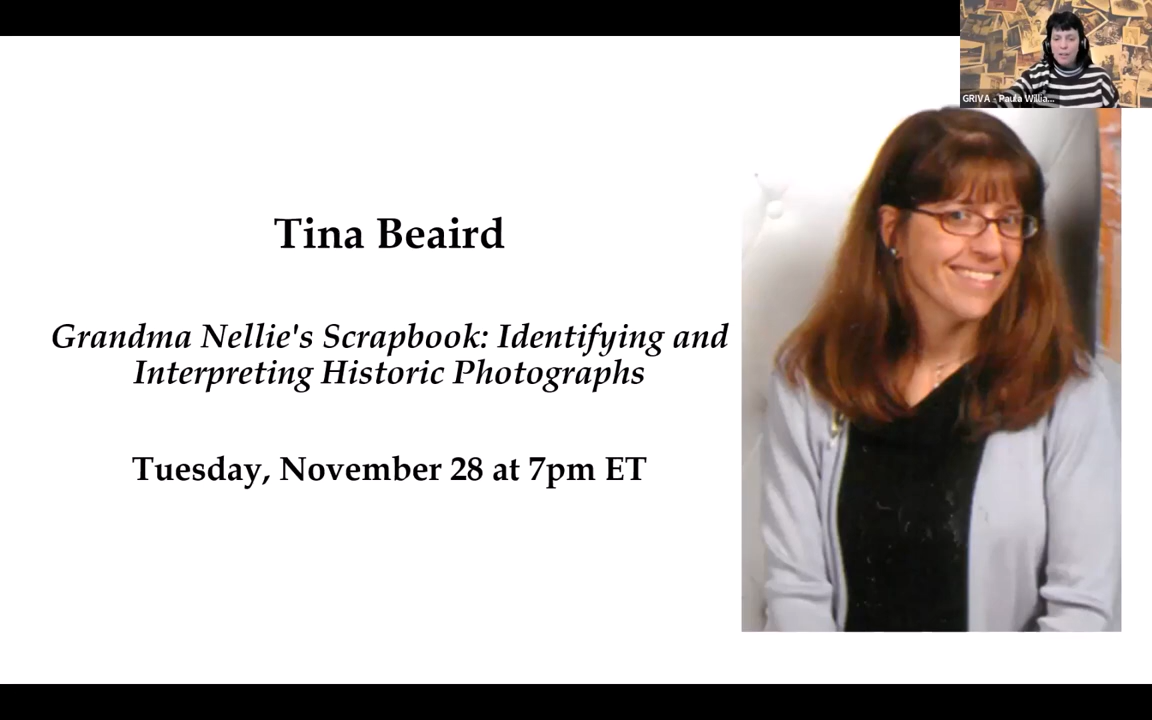 GRIVA - Paula Willia...
Tina Beaird
Grandma Nellie's Scrapbook: Identifying and
Interpreting Historic Photographs
Tuesday, November 28 at 7pm ET